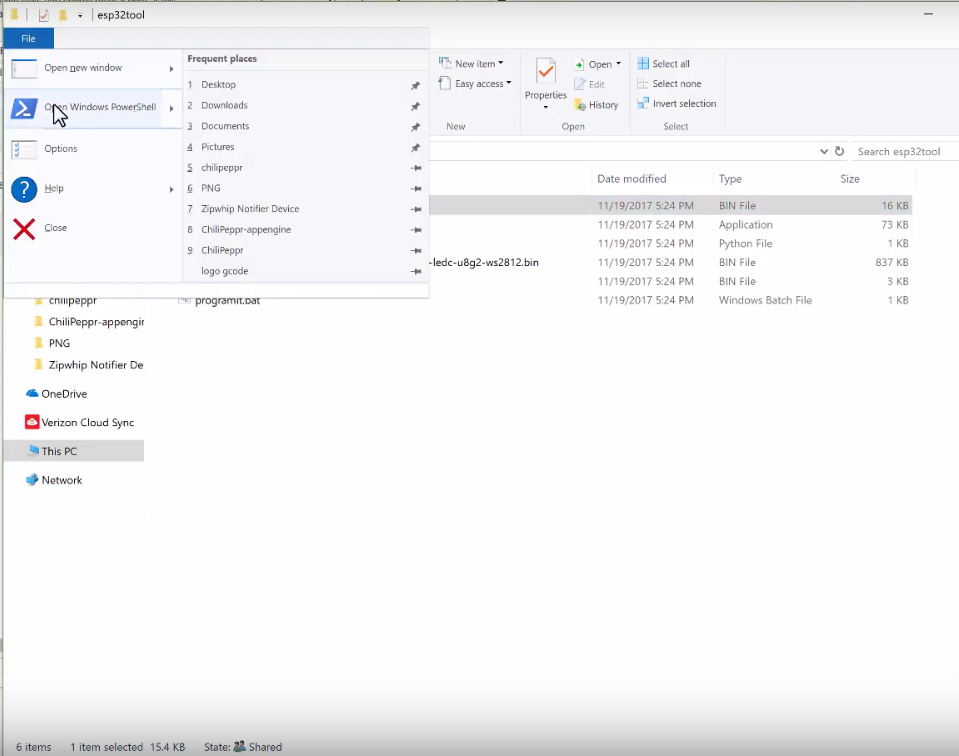 esp32tool
File
Open new window
Open Windows PowerShell
Options
Help
Close
Frequent places
1 Desktop
2 Downloads
3 Documents
4 Pictures
5 chilipeppr
6 PNG
7 Zipwhip Notifier Device
8 ChiliPeppr-appengine
9 ChiliPeppr
logo gcode
New item
Easy access
New
Properties
Open
Edit
History
Open
Select all
Select none
Invert selection
Select
Search esp32tool
Date modified Type Size
11/19/2017 5:24 PM BIN File 16 KB
11/19/2017 5:24 PM Application 73 KB
11/19/2017 5:24 PM Python File 1 KB
-ledc-u8g2-ws2812.bin 11/19/2017 5:24 PM BIN File 837 KB
11/19/2017 5:24 PM BIN File 3 KB
programit.bat 11/19/2017 5:24 PM Windows Batch File 1 KB
chilipeppr
ChiliPeppr-appengir
PNG
Zipwhip Notifier De
OneDrive
Verizon Cloud Sync
This PC
Network
6 items 1 item selected 15.4 KB State: Shared